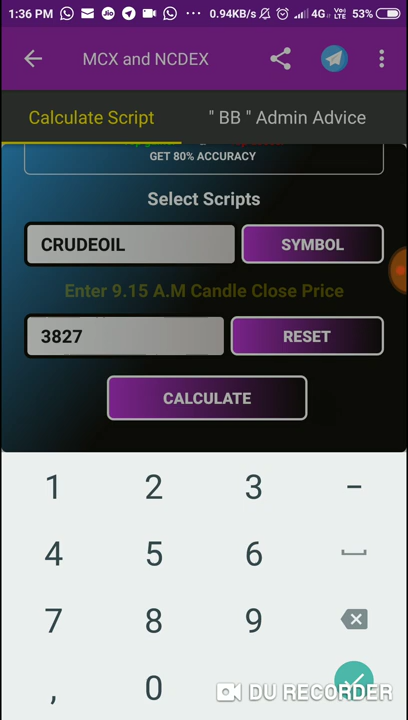 1:36 PM ... 0.94KB/s 4G VoLTE 53%
MCX and NCDEX
Calculate Script " BB " Admin Advice
GET 80% ACCURACY
Select Scripts
CRUDEOIL SYMBOL
Enter 9.15 A.M Candle Close Price
3827 RESET
CALCULATE
1 2 3 -
4 5 6
7 8 9
, 0
DU RECORDER